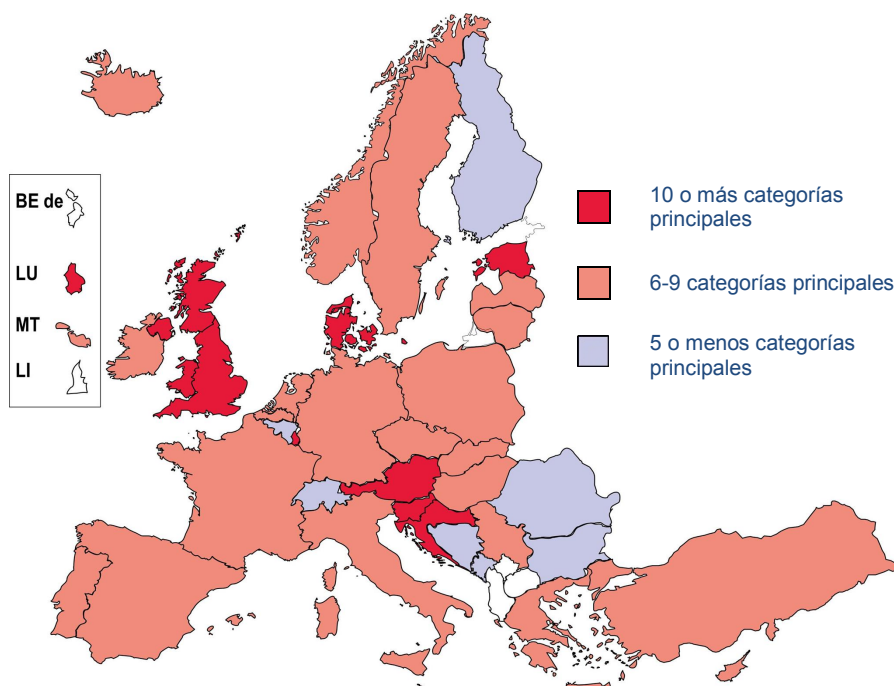 BE de
LU
MT
LI
10 o más categorías
principales
6-9 categorías principales
5 o menos categorías
principales